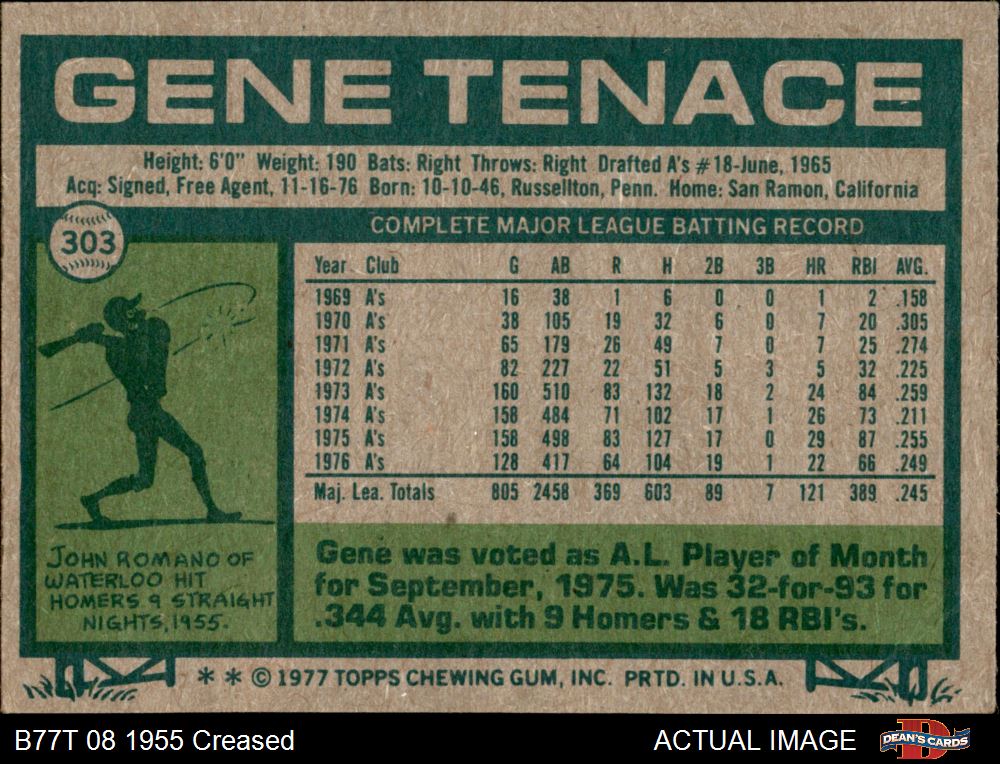 GENE TENACE
Height: 6'0" Weight: 190 Bats: Right Throws: Right Drafted A's #18-June, 1965
Acq: Signed, Free Agent, 11-16-76 Born: 10-10-46, Russellton, Penn. Home: San Ramon, California
303
COMPLETE MAJOR LEAGUE BATTING RECORD
Year Club G AB R H 2B 3B HR RBI AVG.
1969 A's 16 38 1 6 0 0 1 2 .158
1970 A's 38 105 19 32 6 0 7 20 .305
1971 A's 65 179 26 49 7 0 7 25 .274
1972 A's 82 227 22 51 5 3 5 32 .225
1973 A's 160 510 83 132 18 2 24 84 .259
1974 A's 158 484 71 102 17 1 26 73 .211
1975 A's 158 498 83 127 17 0 29 87 .255
1976 A's 128 417 64 104 19 1 22 66 .249
Maj. Lea. Totals 805 2458 369 603 89 7 121 389 .245
JOHN ROMANO OF
WATERLOO HIT
HOMERS 9 STRAIGHT
NIGHTS, 1955.
Gene was voted as A.L. Player of Month
for September, 1975. Was 32-for-93 for
.344 Avg. with 9 Homers & 18 RBI's.
* * © 1977 TOPPS CHEWING GUM, INC. PRTD. IN U.S.A.
B77T 08 1955 Creased
ACTUAL IMAGE
D
DEAN'S CARDS